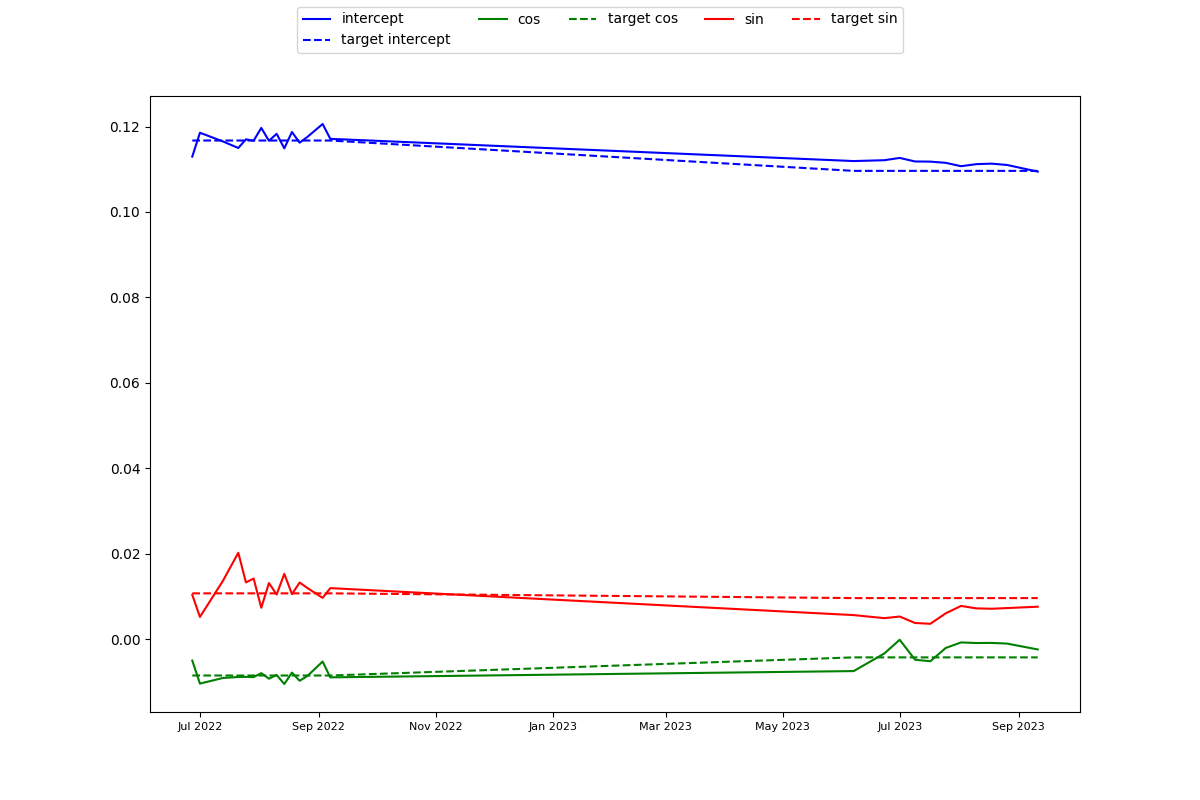 intercept cos target cos sin target sin
target intercept
0.12
0.10
0.08
0.06
0.04
0.02
0.00
Jul 2022 Sep 2022 Nov 2022 Jan 2023 Mar 2023 May 2023 Jul 2023 Sep 2023